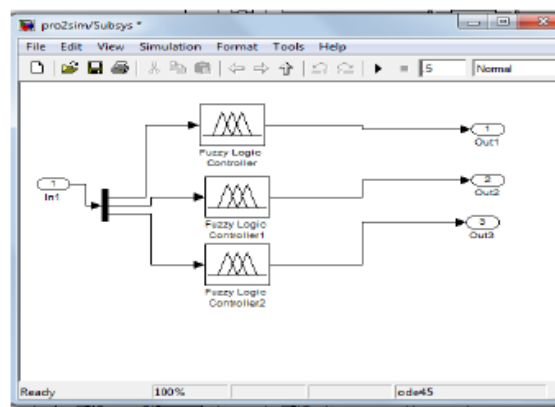 pro2sim/Subsys *
File Edit View Simulation Format Tools Help
5 Normal
1
In1
Fuzzy Logic
Controller
Fuzzy Logic
Controller1
Fuzzy Logic
Controller2
1
Out1
2
Out2
3
Out3
Ready 100% ode45